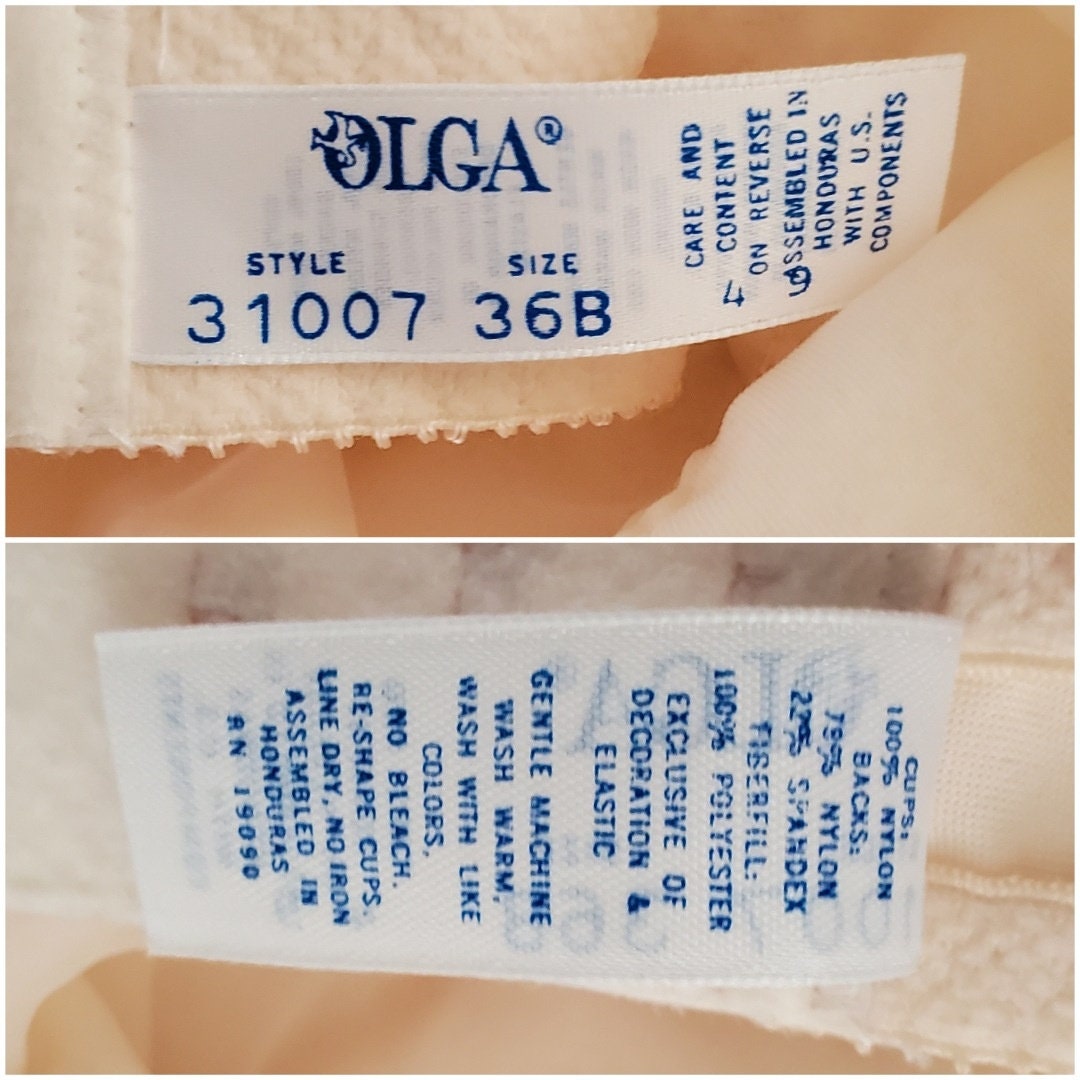 OLGA®
STYLE SIZE
31007 36B
CARE AND
CONTENT
ON REVERSE
ASSEMBLED IN
HONDURAS
WITH U.S.
COMPONENTS
CUPS:
100% NYLON
BACKS:
78% NYLON
22% SPANDEX
FIBERFILL:
100% POLYESTER
EXCLUSIVE OF
DECORATION &
ELASTIC
GENTLE MACHINE
WASH WARM,
WASH WITH LIKE
COLORS,
NO BLEACH.
RE-SHAPE CUPS.
LINE DRY, NO IRON
ASSEMBLED IN
HONDURAS
RN 19090